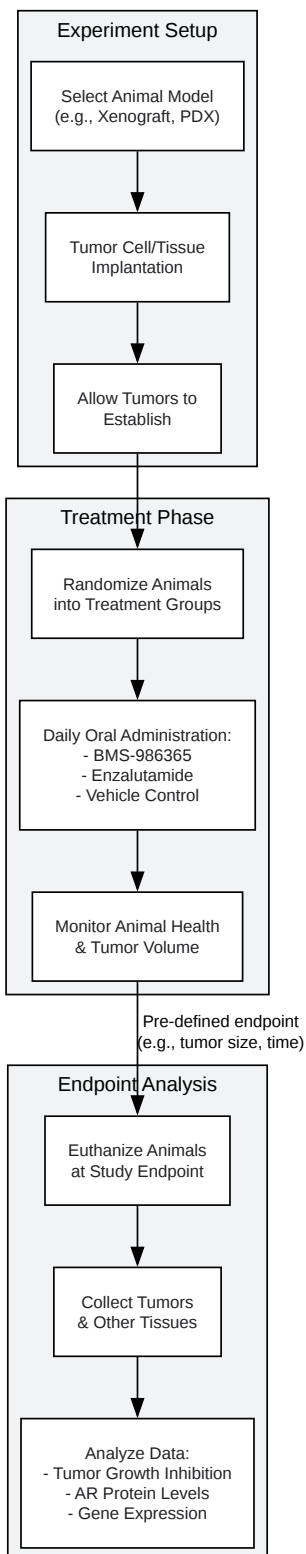 Experiment Setup
Select Animal Model
(e.g., Xenograft, PDX)
Tumor Cell/Tissue
Implantation
Allow Tumors to
Establish
Treatment Phase
Randomize Animals
into Treatment Groups
Daily Oral Administration:
- BMS-986365
- Enzalutamide
- Vehicle Control
Monitor Animal Health
& Tumor Volume
Pre-defined endpoint
(e.g., tumor size, time)
Endpoint Analysis
Euthanize Animals
at Study Endpoint
Collect Tumors
& Other Tissues
Analyze Data:
- Tumor Growth Inhibition
- AR Protein Levels
- Gene Expression